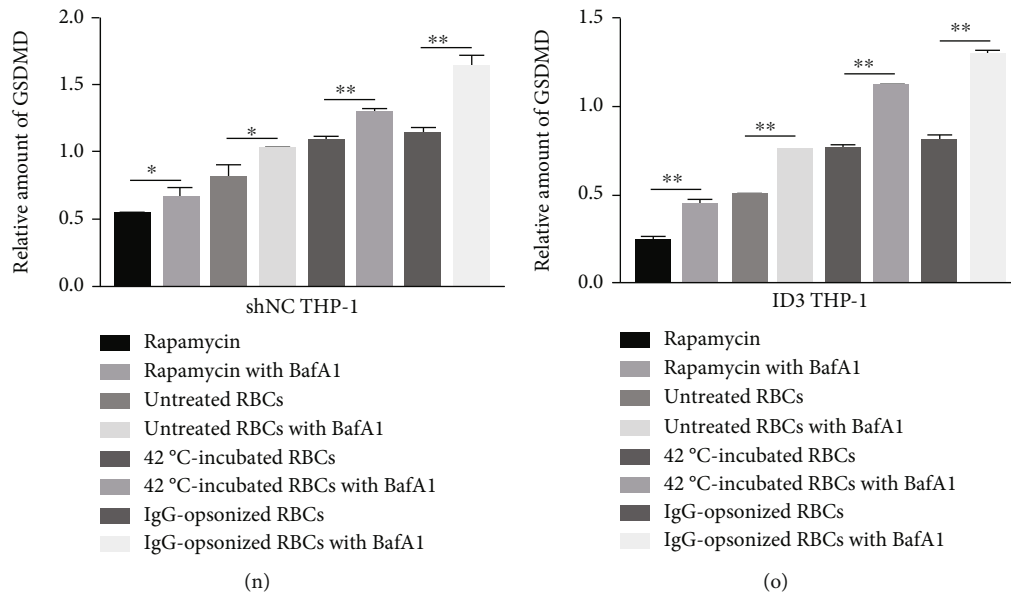 Relative amount of GSDMD
2.0
1.5
1.0
0.5
0.0
*
*
**
**
shNC THP-1
Rapamycin
Rapamycin with BafA1
Untreated RBCs
Untreated RBCs with BafA1
42 °C-incubated RBCs
42 °C-incubated RBCs with BafA1
IgG-opsonized RBCs
IgG-opsonized RBCs with BafA1
(n)
Relative amount of GSDMD
1.5
1.0
0.5
0.0
**
**
**
**
ID3 THP-1
Rapamycin
Rapamycin with BafA1
Untreated RBCs
Untreated RBCs with BafA1
42 °C-incubated RBCs
42 °C-incubated RBCs with BafA1
IgG-opsonized RBCs
IgG-opsonized RBCs with BafA1
(o)